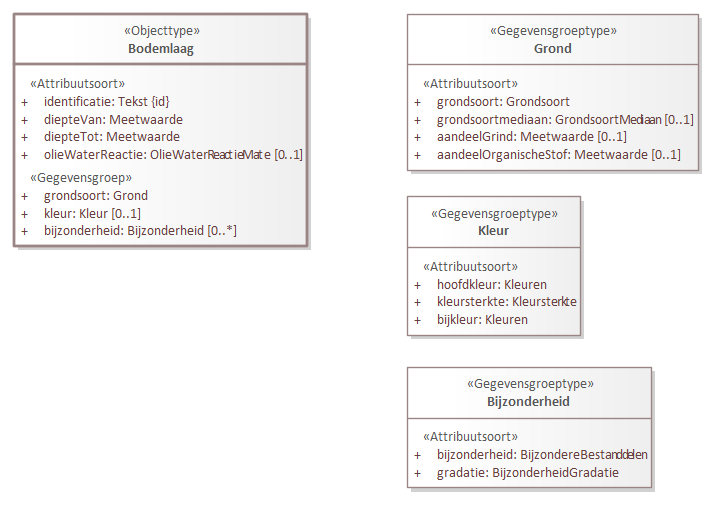 «Objecttype»
Bodemlaag
«Attribuutsoort»
+ identificatie: Tekst {id}
+ diepteVan: Meetwaarde
+ diepteTot: Meetwaarde
+ olieWaterReactie: OlieWaterReactieMate [0..1]
«Gegevensgroep»
+ grondsoort: Grond
+ kleur: Kleur [0..1]
+ bijzonderheid: Bijzonderheid [0..*]
«Gegevensgroeptype»
Grond
«Attribuutsoort»
+ grondsoort: Grondsoort
+ grondsoortmediaan: GrondsoortMediaan [0..1]
+ aandeelGrind: Meetwaarde [0..1]
+ aandeelOrganischeStof: Meetwaarde [0..1]
«Gegevensgroeptype»
Kleur
«Attribuutsoort»
+ hoofdkleur: Kleuren
+ kleursterkte: Kleursterkte
+ bijkleur: Kleuren
«Gegevensgroeptype»
Bijzonderheid
«Attribuutsoort»
+ bijzonderheid: BijzondereBestanddelen
+ gradatie: BijzonderheidGradatie